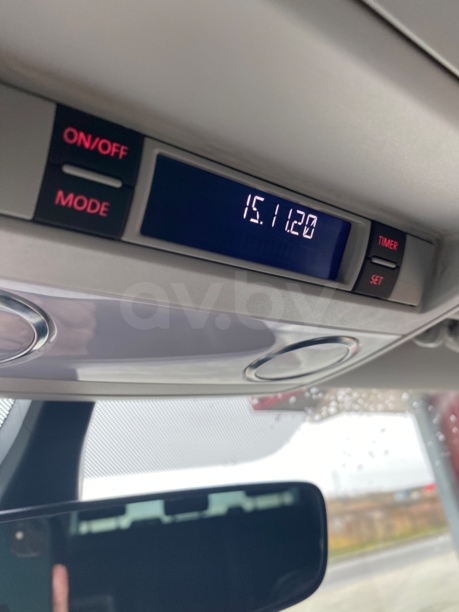 ON/OFF
MODE
15.11.20
TIMER
SET
av.by